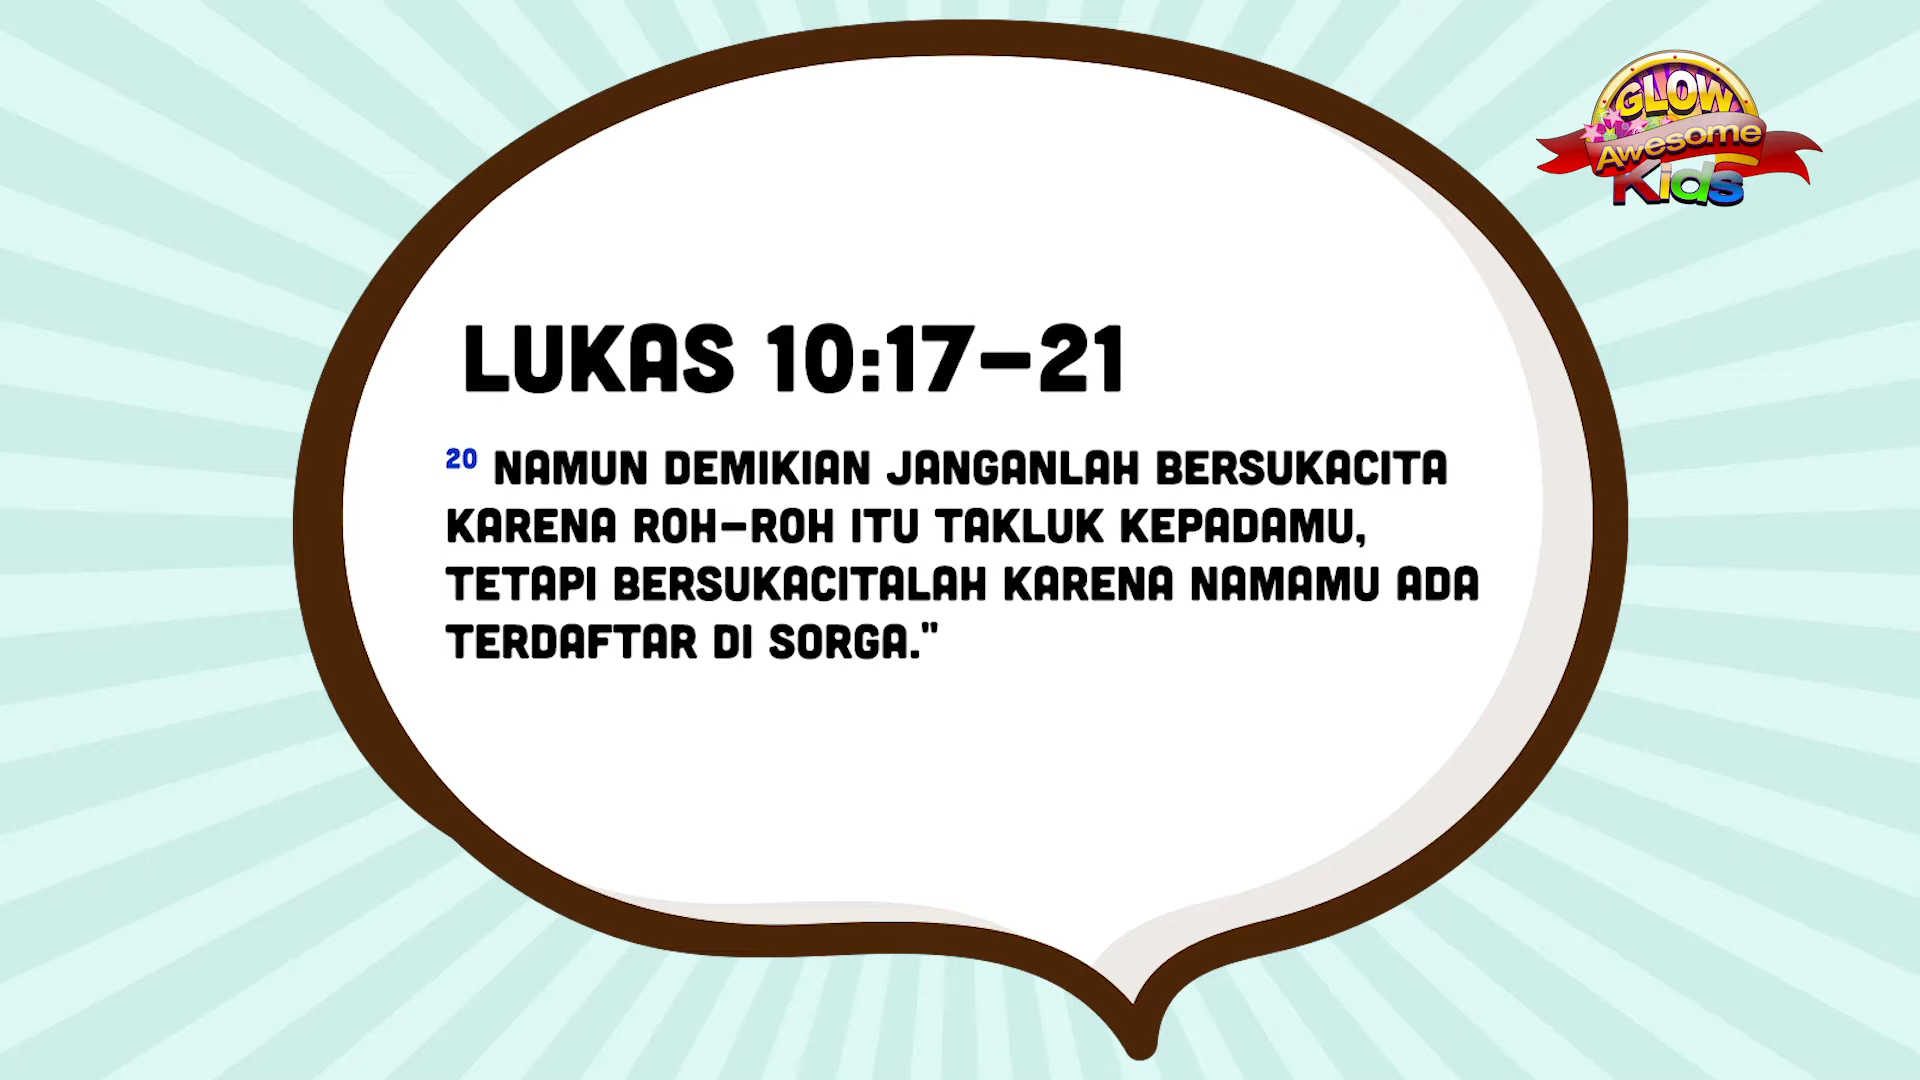 GLOW
Awesome
Kids
LUKAS 10:17-21
20 NAMUN DEMIKIAN JANGANLAH BERSUKACITA
KARENA ROH-ROH ITU TAKLUK KEPADAMU,
TETAPI BERSUKACITALAH KARENA NAMAMU ADA
TERDAFTAR DI SORGA."